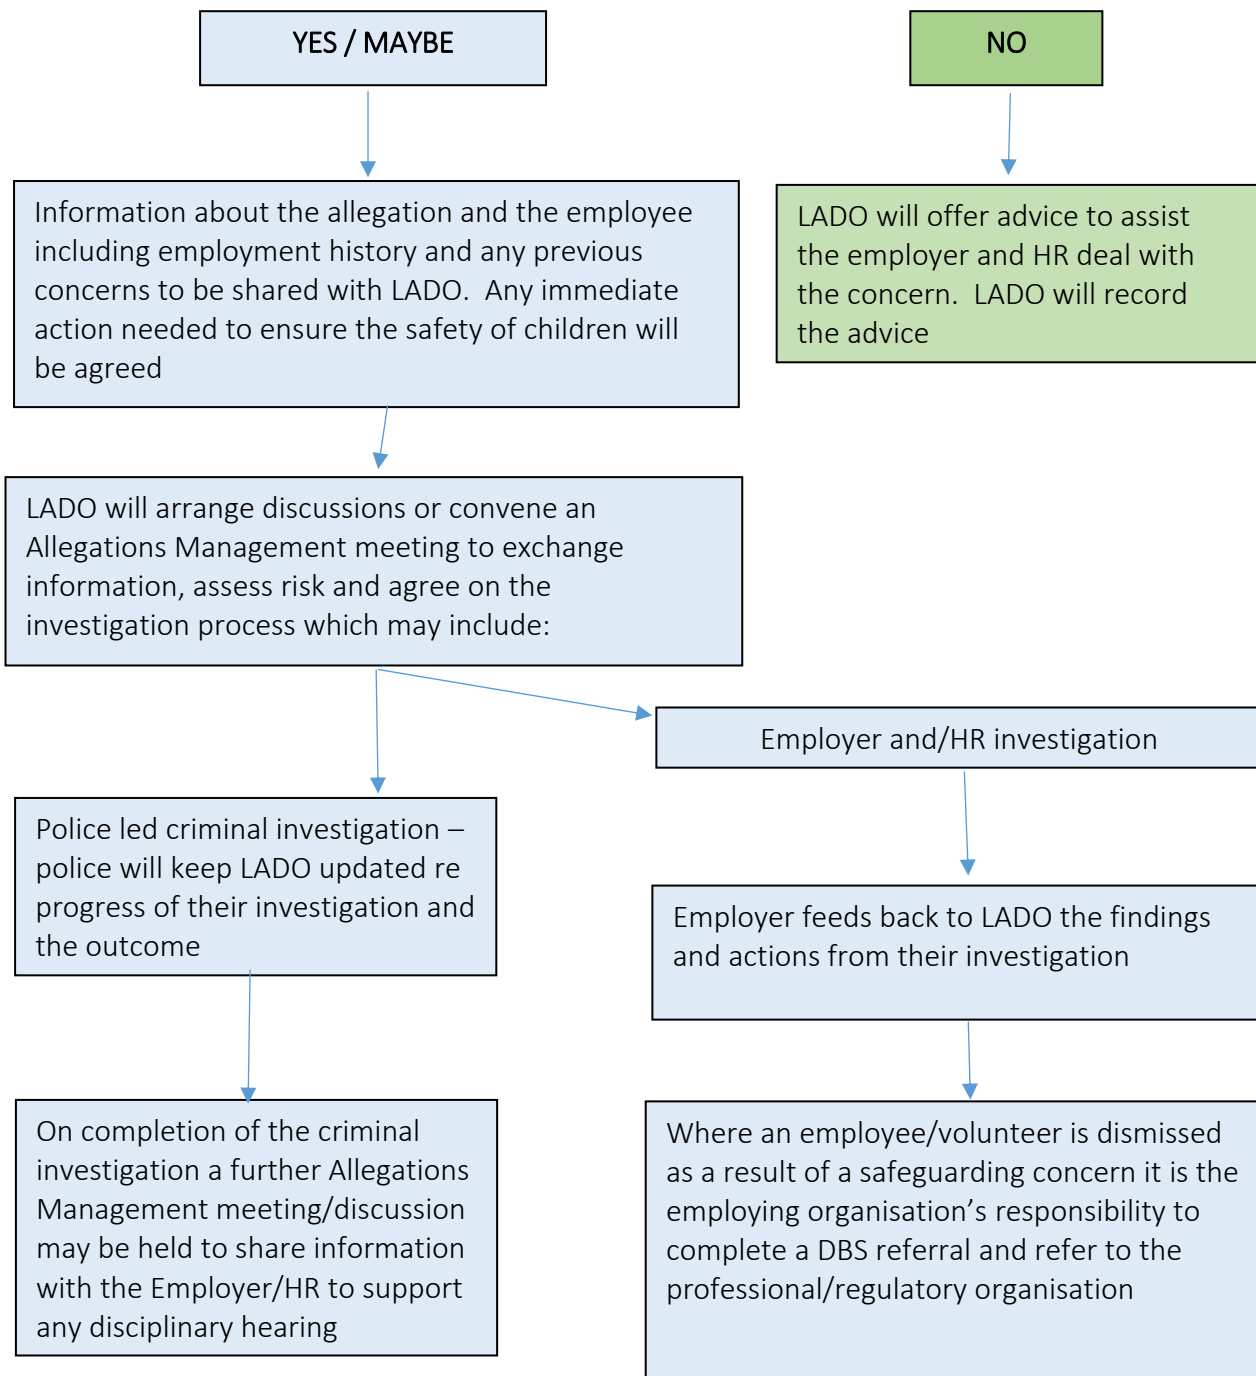 YES / MAYBE
NO
Information about the allegation and the employee
including employment history and any previous
concerns to be shared with LADO.  Any immediate
action needed to ensure the safety of children will
be agreed
LADO will offer advice to assist
the employer and HR deal with
the concern.  LADO will record
the advice
LADO will arrange discussions or convene an
Allegations Management meeting to exchange
information, assess risk and agree on the
investigation process which may include:
Employer and/HR investigation
Police led criminal investigation –
police will keep LADO updated re
progress of their investigation and
the outcome
Employer feeds back to LADO the findings
and actions from their investigation
On completion of the criminal
investigation a further Allegations
Management meeting/discussion
may be held to share information
with the Employer/HR to support
any disciplinary hearing
Where an employee/volunteer is dismissed
as a result of a safeguarding concern it is the
employing organisation’s responsibility to
complete a DBS referral and refer to the
professional/regulatory organisation